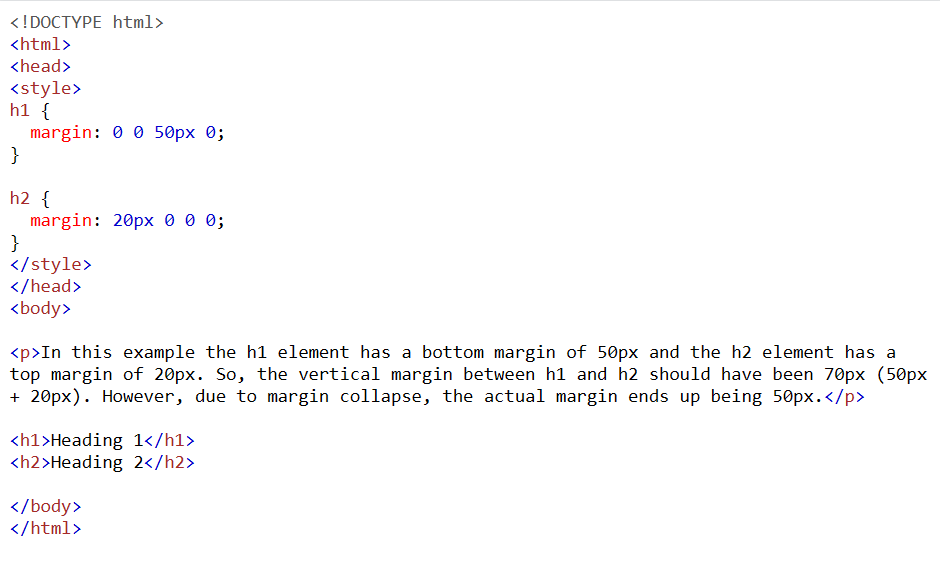 <!DOCTYPE html>
<html>
<head>
<style>
h1 {
  margin: 0 0 50px 0;
}

h2 {
  margin: 20px 0 0 0;
}
</style>
</head>
<body>

<p>In this example the h1 element has a bottom margin of 50px and the h2 element has a
top margin of 20px. So, the vertical margin between h1 and h2 should have been 70px (50px
+ 20px). However, due to margin collapse, the actual margin ends up being 50px.</p>

<h1>Heading 1</h1>
<h2>Heading 2</h2>

</body>
</html>